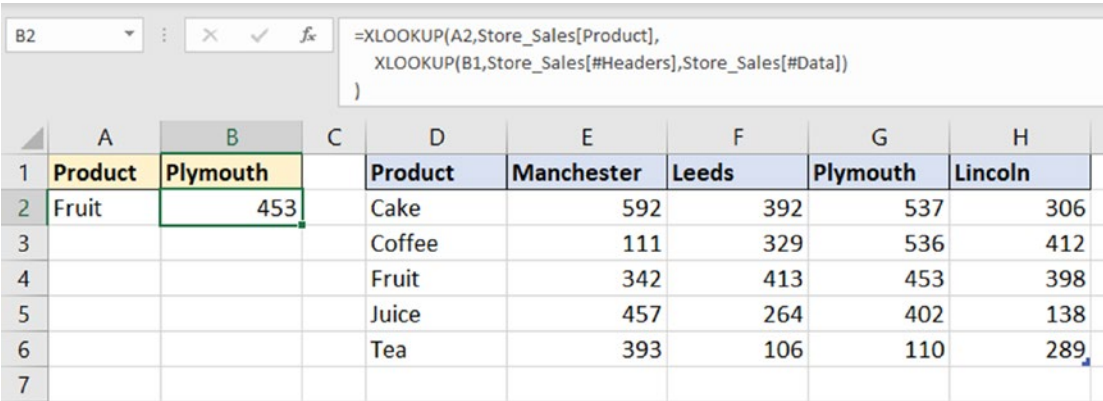 B2 fx =XLOOKUP(A2,Store_Sales[Product],
XLOOKUP(B1,Store_Sales[#Headers],Store_Sales[#Data])
)
A B C D E F G H
1 Product Plymouth Product Manchester Leeds Plymouth Lincoln
2 Fruit 453 Cake 592 392 537 306
3 Coffee 111 329 536 412
4 Fruit 342 413 453 398
5 Juice 457 264 402 138
6 Tea 393 106 110 289
7